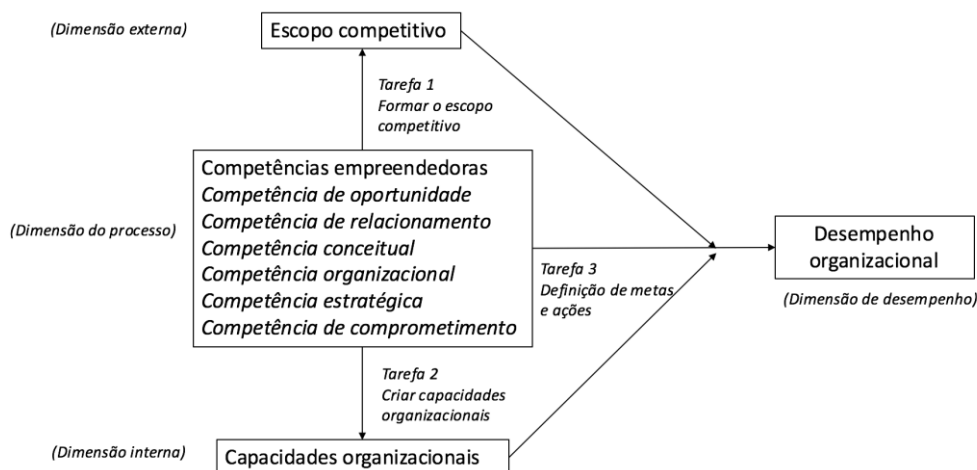 (Dimensão externa)
Escopo competitivo
Tarefa 1
Formar o escopo
competitivo
Competências empreendedoras
Competência de oportunidade
Competência de relacionamento
Competência conceitual
Competência organizacional
Competência estratégica
Competência de comprometimento
(Dimensão do processo)
Tarefa 3
Definição de metas
e ações
Desempenho
organizacional
(Dimensão de desempenho)
Tarefa 2
Criar capacidades
organizacionais
(Dimensão interna)
Capacidades organizacionais